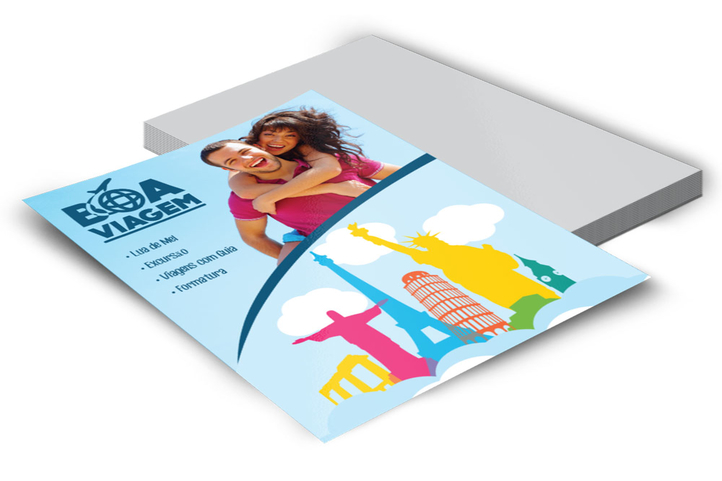 BOA
VIAGEM
• Lua de Mel
• Excursão
• Viagens com Guia
• Formatura